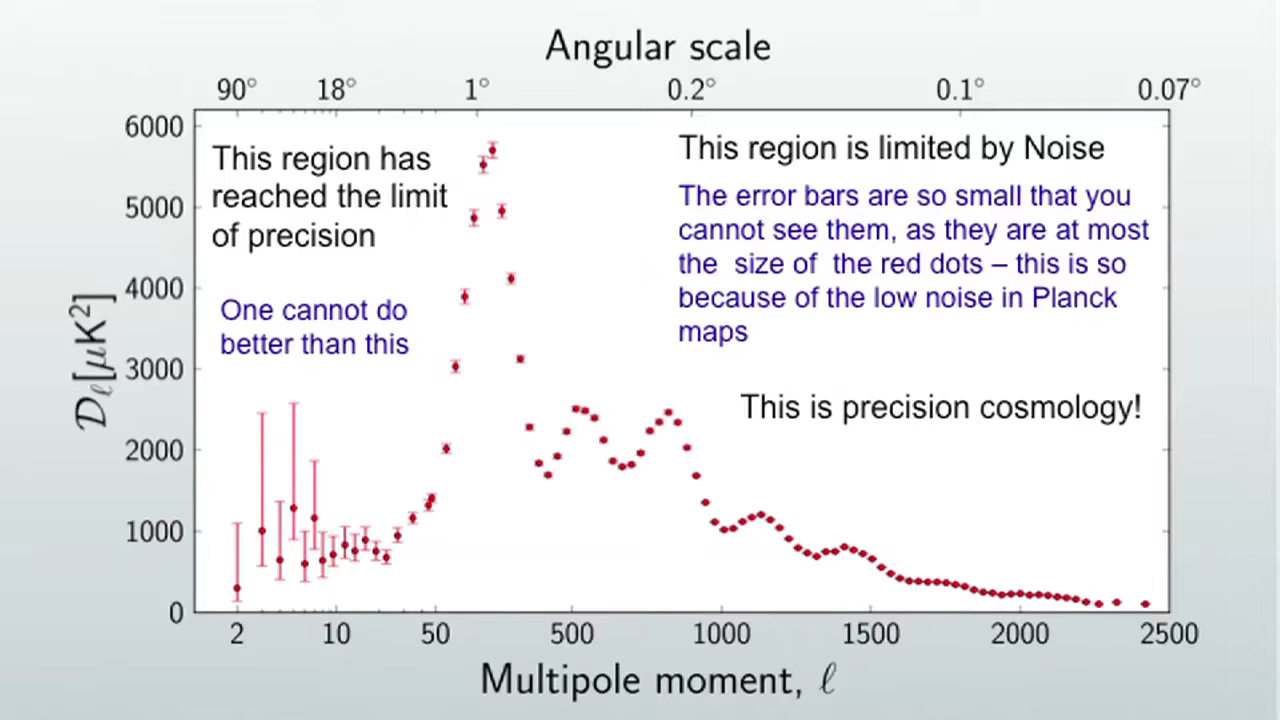 Angular scale
90° 18° 1° 0.2° 0.1° 0.07°
6000
5000
4000
3000
2000
1000
0
𝒟ℓ[μK²]
This region has
reached the limit
of precision
One cannot do
better than this
This region is limited by Noise
The error bars are so small that you
cannot see them, as they are at most
the size of the red dots – this is so
because of the low noise in Planck
maps
This is precision cosmology!
2 10 50 500 1000 1500 2000 2500
Multipole moment, ℓ